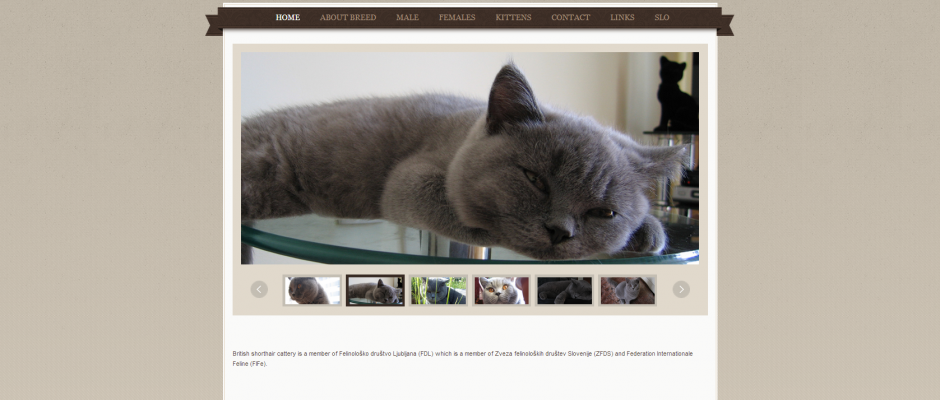 HOME ABOUT BREED MALE FEMALES KITTENS CONTACT LINKS SLO
British shorthair cattery is a member of Felinološko društvo Ljubljana (FDL) which is a member of Zveza felinoloških društev Slovenije (ZFDS) and Federation Internationale
Feline (FIFe).